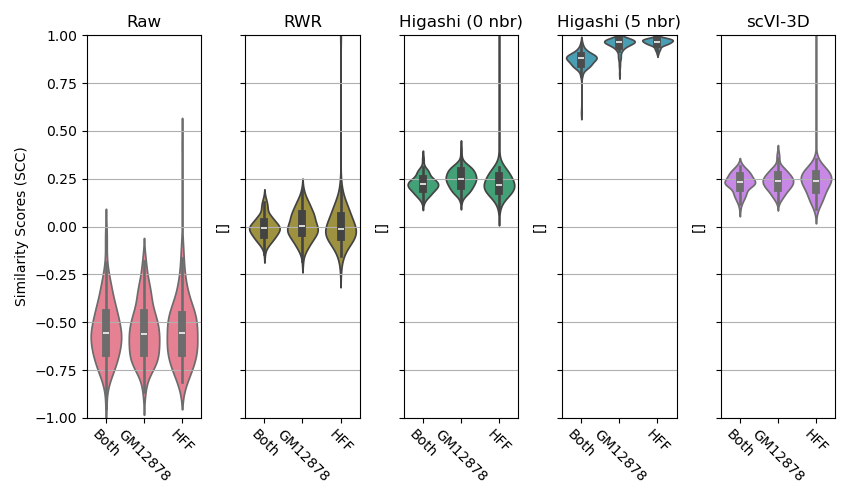 Raw
RWR
Higashi (0 nbr)
Higashi (5 nbr)
scVI-3D
Similarity Scores (SCC)
1.00
0.75
0.50
0.25
0.00
−0.25
−0.50
−0.75
−1.00
[]
[]
[]
[]
Both
GM12878
HFF
Both
GM12878
HFF
Both
GM12878
HFF
Both
GM12878
HFF
Both
GM12878
HFF